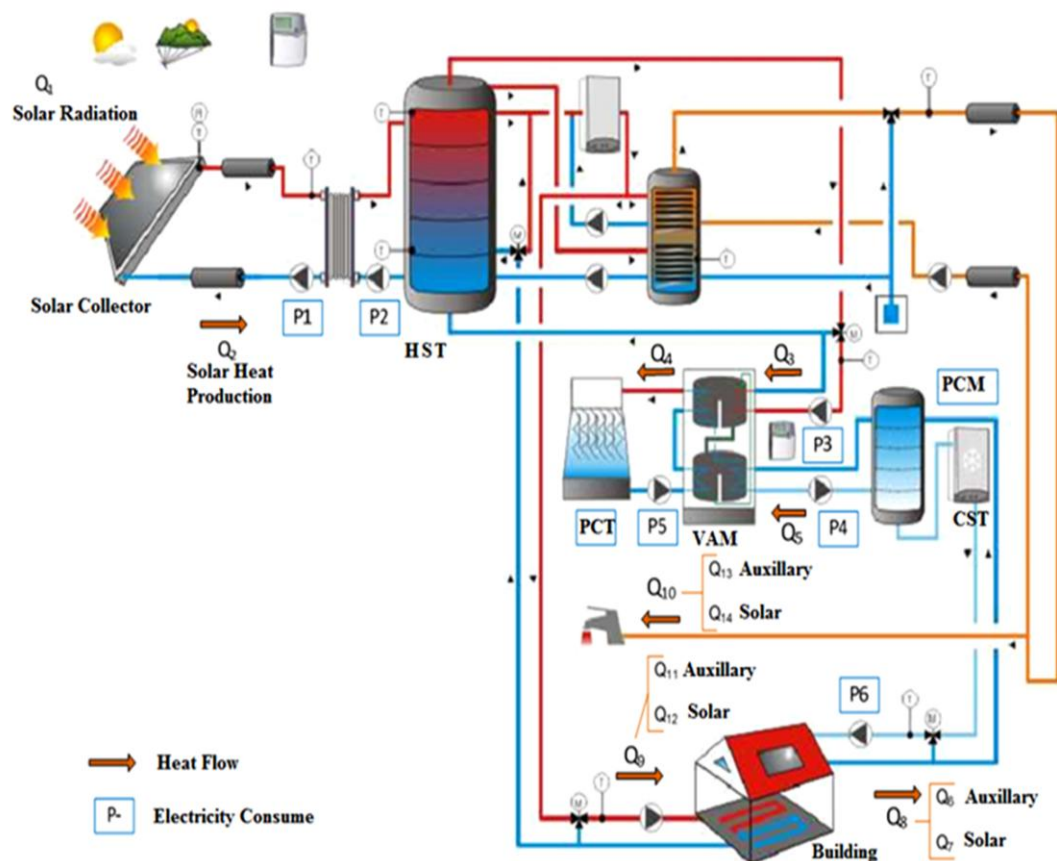 Q1
Solar Radiation
Solar Collector
Q2
Solar Heat
Production
P1
P2
HST
T
T
T
T
T
M
T
T
M
T
Q4
Q3
PCM
P3
PCT
P5
VAM
Q5
P4
CST
Q10
Q13 Auxillary
Q14 Solar
Q11 Auxillary
Q12 Solar
Q9
P6
T
M
M
T
Heat Flow
P- Electricity Consume
Building
Q8
Q6 Auxillary
Q7 Solar